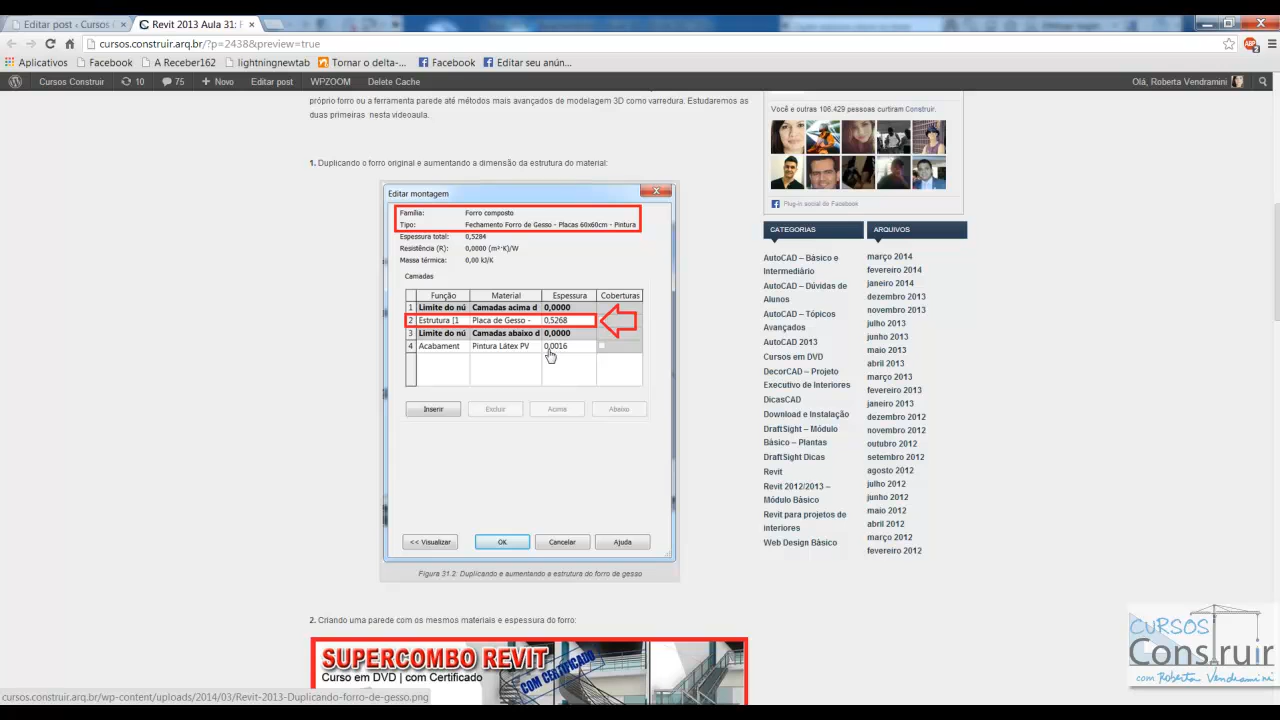 Editar post ‹ Cursos
Revit 2013 Aula 31:
cursos.construir.arq.br/?p=2438&preview=true
Aplicativos
Facebook
A Receber162
lightningnewtab
Tornar o delta-...
Facebook
Editar seu anún...
Cursos Construir
10
75
+ Novo
Editar post
WPZOOM
Delete Cache
Olá, Roberta Vendramini
próprio forro ou a ferramenta parede até métodos mais avançados de modelagem 3D como varredura. Estudaremos as
duas primeiras nesta videoaula.
1. Duplicando o forro original e aumentando a dimensão da estrutura do material:
Editar montagem
Família: Forro composto
Tipo: Fechamento Forro de Gesso - Placas 60x60cm - Pintura
Espessura total: 0,5284
Resistência (R): 0,0000 (m²·K)/W
Massa térmica: 0,00 kJ/K
Camadas
Função Material Espessura Coberturas
1 Limite do nú Camadas acima d 0,0000
2 Estrutura [1 Placa de Gesso - 0,5268
3 Limite do nú Camadas abaixo d 0,0000
4 Acabament Pintura Látex PV 0,0016
Inserir Excluir Acima Abaixo
<< Visualizar OK Cancelar Ajuda
Figura 31.2: Duplicando e aumentando a estrutura do forro de gesso
2. Criando uma parede com os mesmos materiais e espessura do forro:
SUPERCOMBO REVIT
Curso em DVD | com Certificado
COM CERTIFICADO
Você e outras 106.429 pessoas curtiram Construir.
Plug-in social do Facebook
CATEGORIAS
AutoCAD – Básico e
Intermediário
AutoCAD – Dúvidas de
Alunos
AutoCAD – Tópicos
Avançados
AutoCAD 2013
Cursos em DVD
DecorCAD – Projeto
Executivo de Interiores
DicasCAD
Download e Instalação
DraftSight – Módulo
Básico – Plantas
DraftSight Dicas
Revit
Revit 2012/2013 –
Módulo Básico
Revit para projetos de
interiores
Web Design Básico
ARQUIVOS
março 2014
fevereiro 2014
janeiro 2014
dezembro 2013
novembro 2013
julho 2013
junho 2013
maio 2013
abril 2013
março 2013
fevereiro 2013
janeiro 2013
dezembro 2012
novembro 2012
outubro 2012
setembro 2012
agosto 2012
julho 2012
junho 2012
maio 2012
abril 2012
março 2012
fevereiro 2012
CURSOS
Construir
com Roberta Vendramini
cursos.construir.arq.br/wp-content/uploads/2014/03/Revit-2013-Duplicando-forro-de-gesso.png